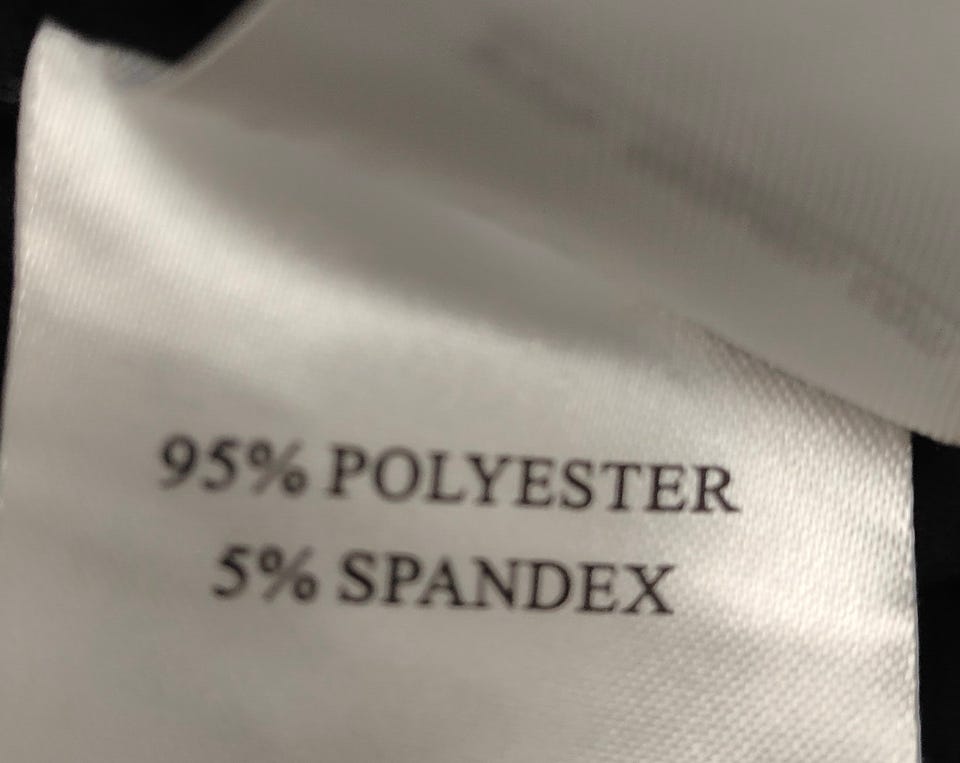 95% POLYESTER
5% SPANDEX